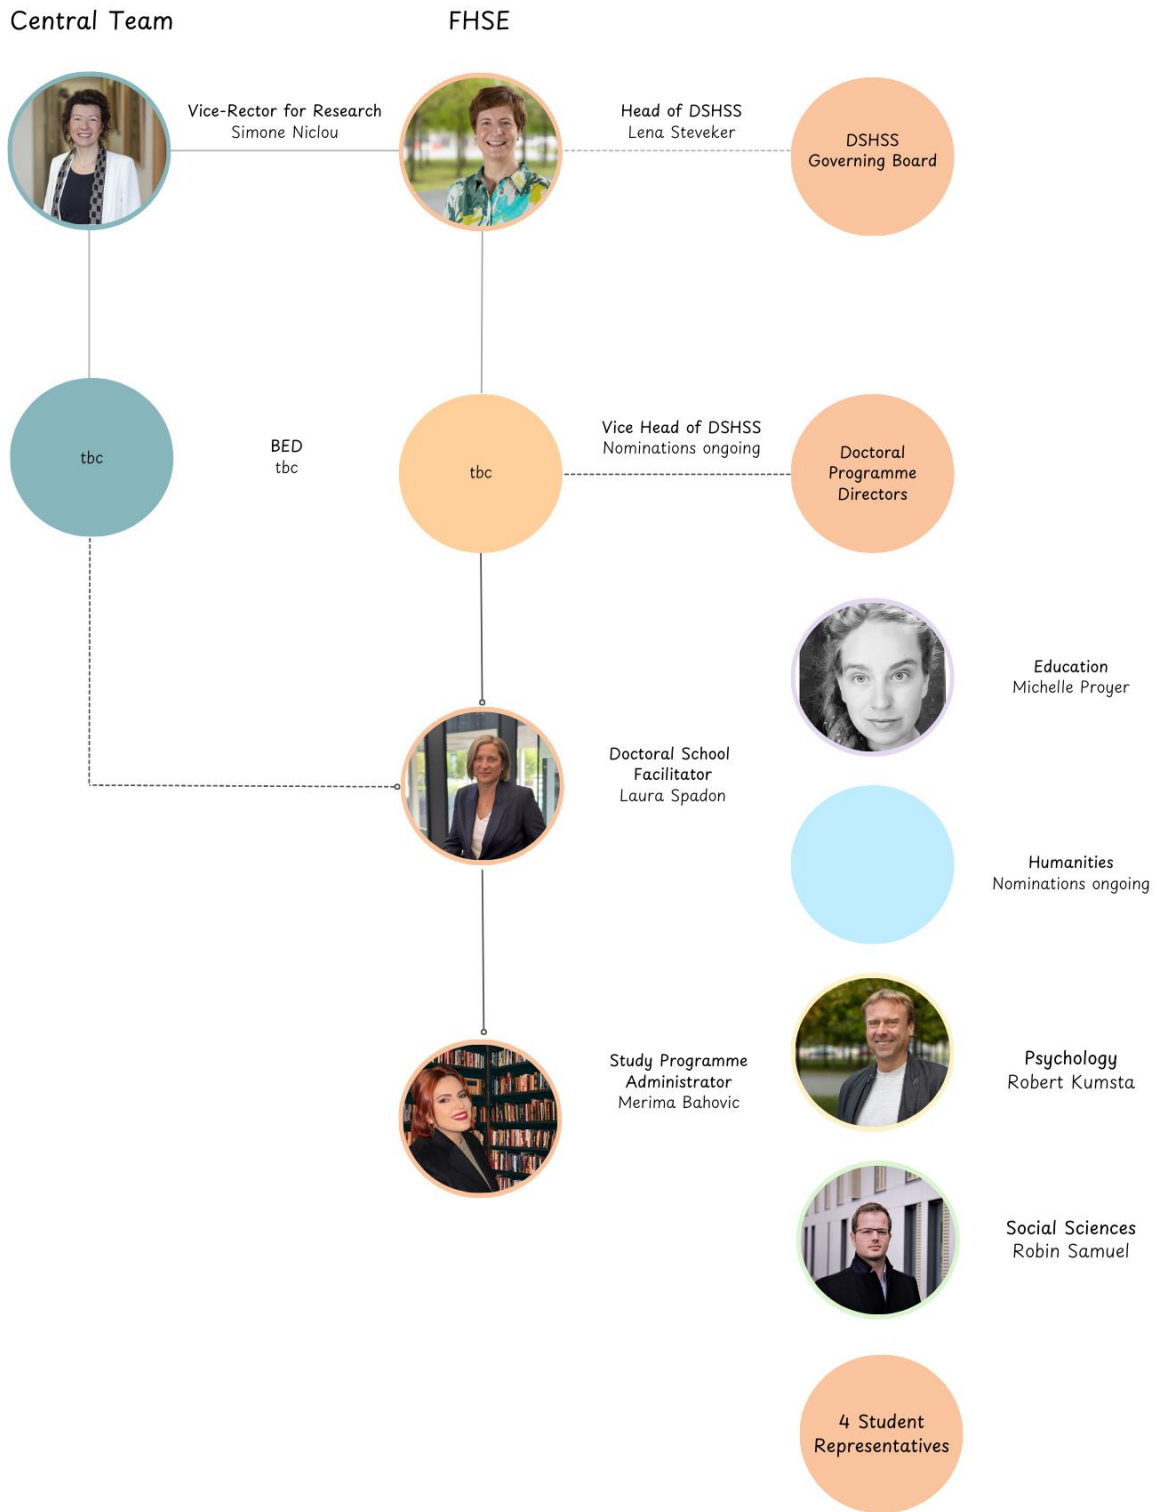 Central Team
FHSE
Vice-Rector for Research
Simone Niclou
Head of DSHSS
Lena Steveker
DSHSS
Governing Board
tbc
BED
tbc
tbc
Vice Head of DSHSS
Nominations ongoing
Doctoral
Programme
Directors
Education
Michelle Proyer
Doctoral School
Facilitator
Laura Spadon
Humanities
Nominations ongoing
Study Programme
Administrator
Merima Bahovic
Psychology
Robert Kumsta
Social Sciences
Robin Samuel
4 Student
Representatives